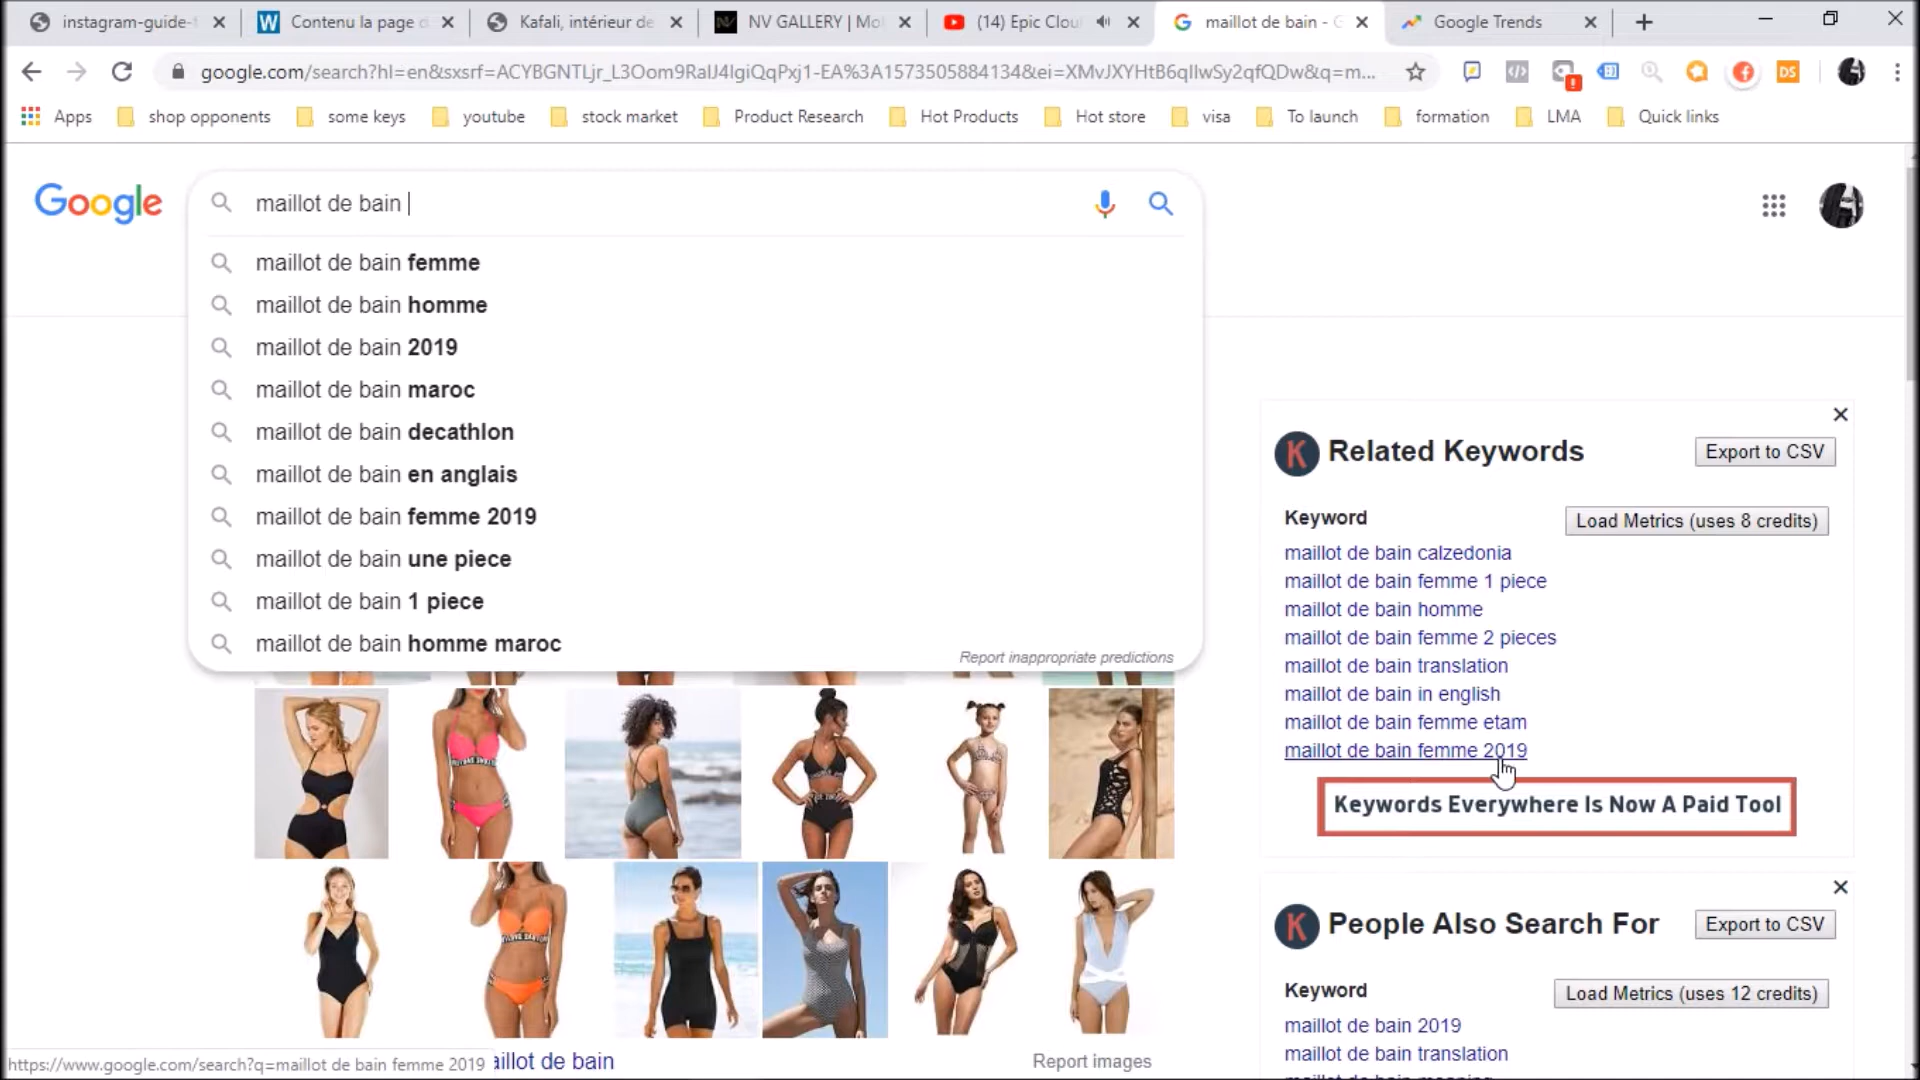 instagram-guide-
Contenu la page d
Kafali, intérieur de
NV GALLERY | Mo
(14) Epic Clou
maillot de bain - G
Google Trends
google.com/search?hl=en&sxsrf=ACYBGNTLjr_L3Oom9RalJ4IgiQqPxj1-EA%3A1573505884134&ei=XMvJXYHtB6qIlwSy2qfQDw&q=m...
Apps
shop opponents
some keys
youtube
stock market
Product Research
Hot Products
Hot store
visa
To launch
formation
LMA
Quick links
Google
maillot de bain
maillot de bain femme
maillot de bain homme
maillot de bain 2019
maillot de bain maroc
maillot de bain decathlon
maillot de bain en anglais
maillot de bain femme 2019
maillot de bain une piece
maillot de bain 1 piece
maillot de bain homme maroc
Report inappropriate predictions
Related Keywords
Export to CSV
Keyword
Load Metrics (uses 8 credits)
maillot de bain calzedonia
maillot de bain femme 1 piece
maillot de bain homme
maillot de bain femme 2 pieces
maillot de bain translation
maillot de bain in english
maillot de bain femme etam
maillot de bain femme 2019
Keywords Everywhere Is Now A Paid Tool
People Also Search For
Export to CSV
Keyword
Load Metrics (uses 12 credits)
maillot de bain 2019
maillot de bain translation
https://www.google.com/search?q=maillot de bain femme 2019
aillot de bain
Report images